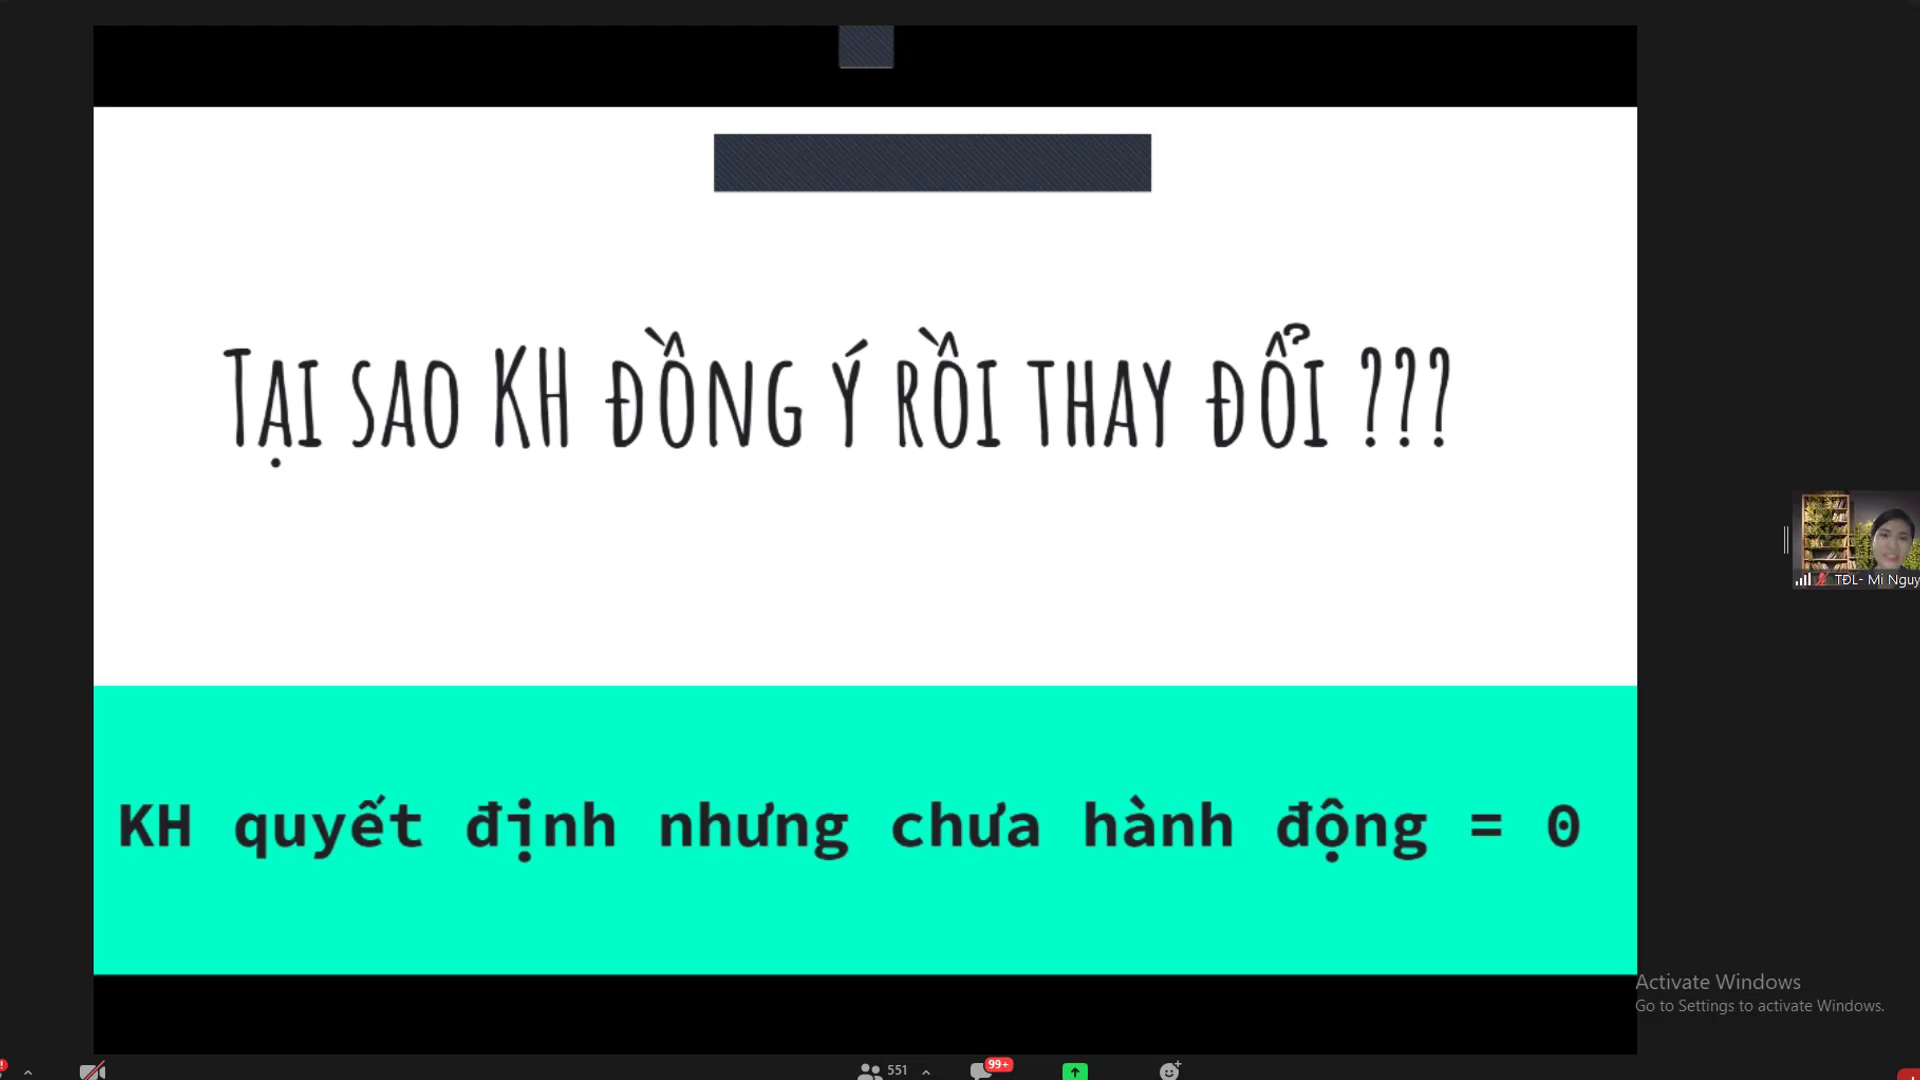 TẠI SAO KH ĐỒNG Ý RỒI THAY ĐỔI ???
KH quyết định nhưng chưa hành động = 0
TĐL- Mi Nguy
Activate Windows
Go to Settings to activate Windows.
551
99+